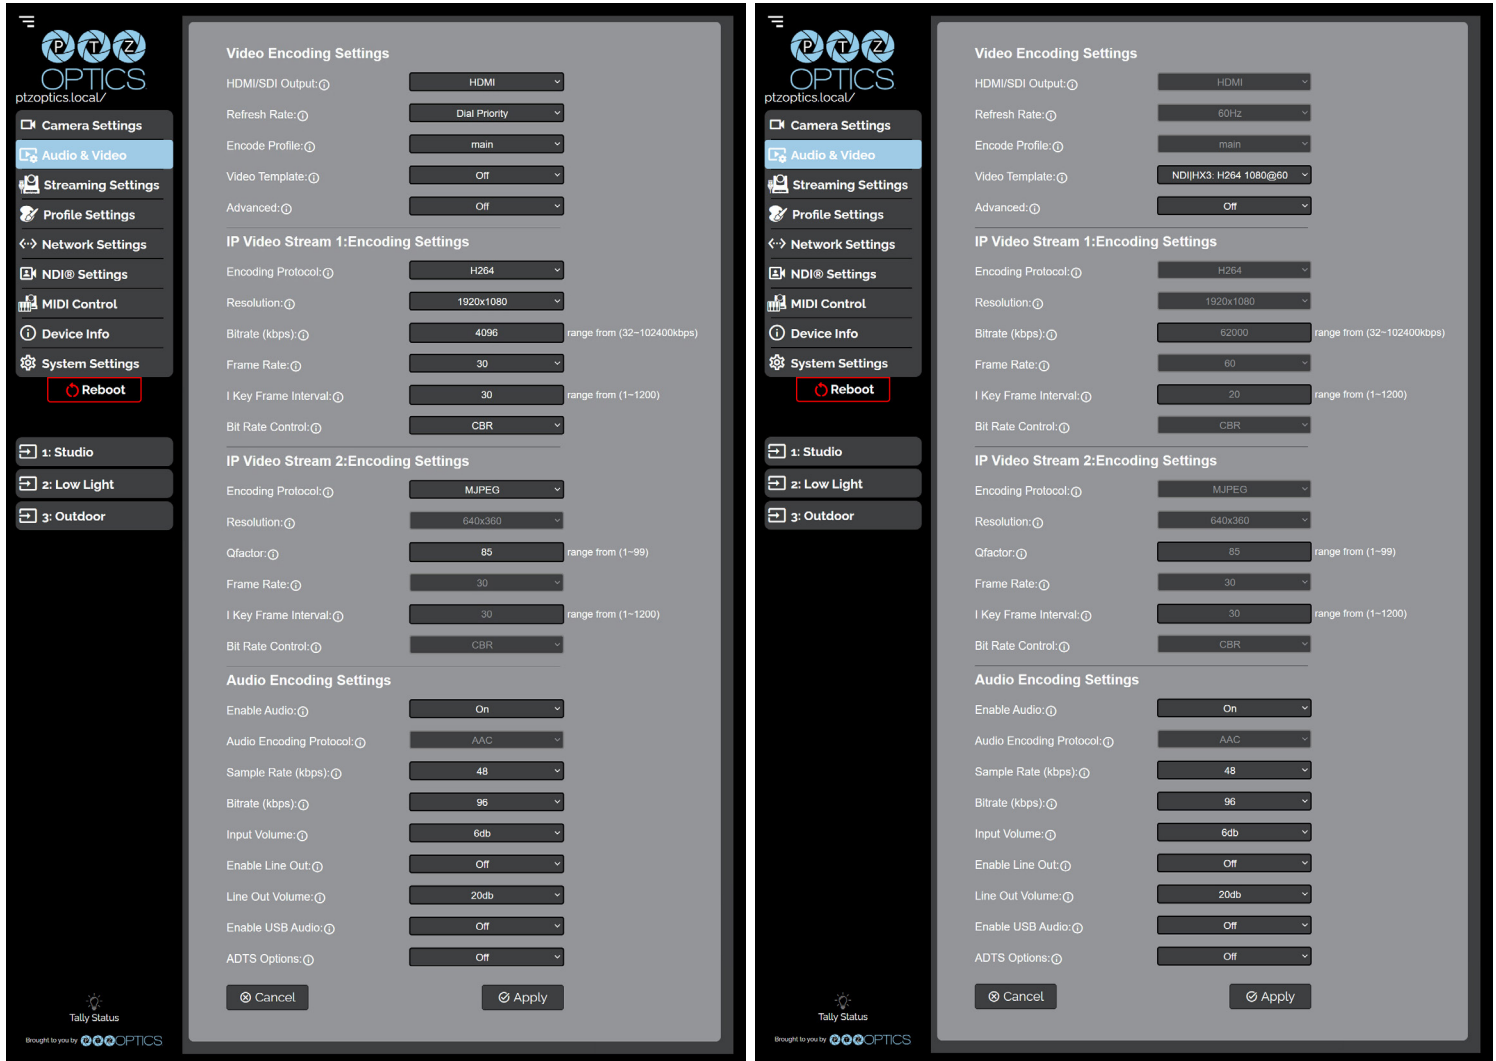 PTZ
OPTICS
ptzoptics.local/
Camera Settings
Audio & Video
Streaming Settings
Profile Settings
Network Settings
NDI® Settings
MIDI Control
Device Info
System Settings
Reboot
1: Studio
2: Low Light
3: Outdoor
Tally Status
Brought to you by PTZ OPTICS
Video Encoding Settings
HDMI/SDI Output: HDMI
Refresh Rate: Dial Priority
Encode Profile: main
Video Template: Off
Advanced: Off
IP Video Stream 1:Encoding Settings
Encoding Protocol: H264
Resolution: 1920x1080
Bitrate (kbps): 4096 range from (32~102400kbps)
Frame Rate: 30
I Key Frame Interval: 30 range from (1~1200)
Bit Rate Control: CBR
IP Video Stream 2:Encoding Settings
Encoding Protocol: MJPEG
Resolution: 640x360
Qfactor: 85 range from (1~99)
Frame Rate: 30
I Key Frame Interval: 30 range from (1~1200)
Bit Rate Control: CBR
Audio Encoding Settings
Enable Audio: On
Audio Encoding Protocol: AAC
Sample Rate (kbps): 48
Bitrate (kbps): 96
Input Volume: 6db
Enable Line Out: Off
Line Out Volume: 20db
Enable USB Audio: Off
ADTS Options: Off
Cancel Apply
PTZ
OPTICS
ptzoptics.local/
Camera Settings
Audio & Video
Streaming Settings
Profile Settings
Network Settings
NDI® Settings
MIDI Control
Device Info
System Settings
Reboot
1: Studio
2: Low Light
3: Outdoor
Tally Status
Brought to you by PTZ OPTICS
Video Encoding Settings
HDMI/SDI Output: HDMI
Refresh Rate: 60Hz
Encode Profile: main
Video Template: NDI|HX3: H264 1080@60
Advanced: Off
IP Video Stream 1:Encoding Settings
Encoding Protocol: H264
Resolution: 1920x1080
Bitrate (kbps): 62000 range from (32~102400kbps)
Frame Rate: 60
I Key Frame Interval: 20 range from (1~1200)
Bit Rate Control: CBR
IP Video Stream 2:Encoding Settings
Encoding Protocol: MJPEG
Resolution: 640x360
Qfactor: 85 range from (1~99)
Frame Rate: 30
I Key Frame Interval: 30 range from (1~1200)
Bit Rate Control: CBR
Audio Encoding Settings
Enable Audio: On
Audio Encoding Protocol: AAC
Sample Rate (kbps): 48
Bitrate (kbps): 96
Input Volume: 6db
Enable Line Out: Off
Line Out Volume: 20db
Enable USB Audio: Off
ADTS Options: Off
Cancel Apply